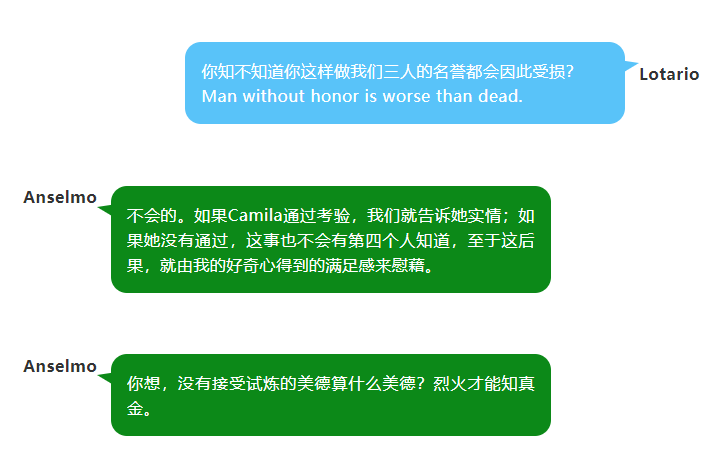 你知不知道你这样做我们三人的名誉都会因此受损?
Man without honor is worse than dead.
Lotario
Anselmo
不会的。如果Camila通过考验，我们就告诉她实情；如
果她没有通过，这事也不会有第四个人知道，至于这后
果，就由我的好奇心得到的满足感来慰藉。
Anselmo
你想，没有接受试炼的美德算什么美德？烈火才能知真
金。